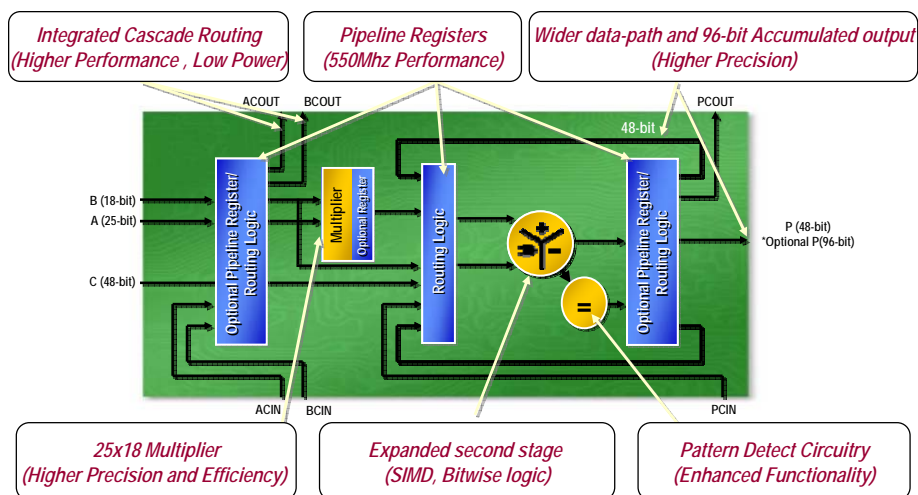 Integrated Cascade Routing
(Higher Performance , Low Power)
Pipeline Registers
(550Mhz Performance)
Wider data-path and 96-bit Accumulated output
(Higher Precision)
ACOUT
BCOUT
PCOUT
48-bit
B (18-bit)
A (25-bit)
C (48-bit)
Optional Pipeline Register/
Routing Logic
Multiplier
Optional Register
Routing Logic
+
-
=
Optional Pipeline Register/
Routing Logic
P (48-bit)
*Optional P(96-bit)
ACIN
BCIN
PCIN
25x18 Multiplier
(Higher Precision and Efficiency)
Expanded second stage
(SIMD, Bitwise logic)
Pattern Detect Circuitry
(Enhanced Functionality)